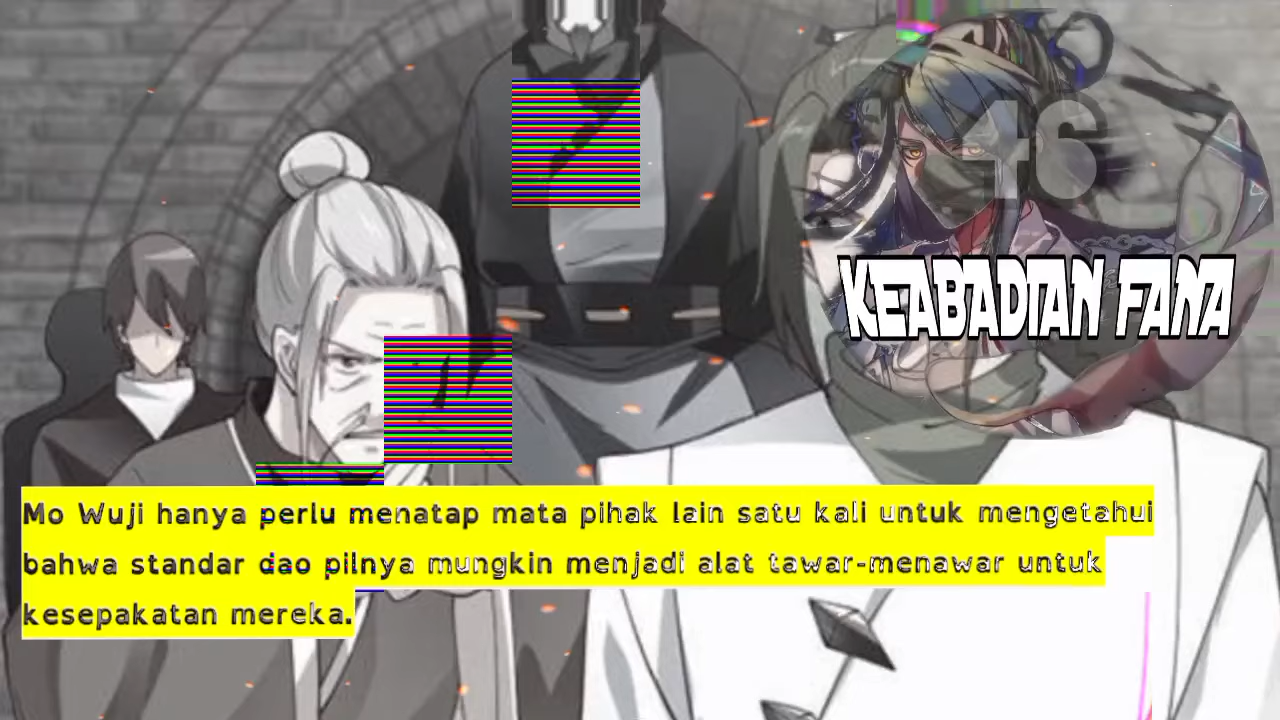 46
KEABADIAN FANA
Mo Wuji hanya perlu menatap mata pihak lain satu kali untuk mengetahui
bahwa standar dao pilnya mungkin menjadi alat tawar-menawar untuk
kesepakatan mereka.